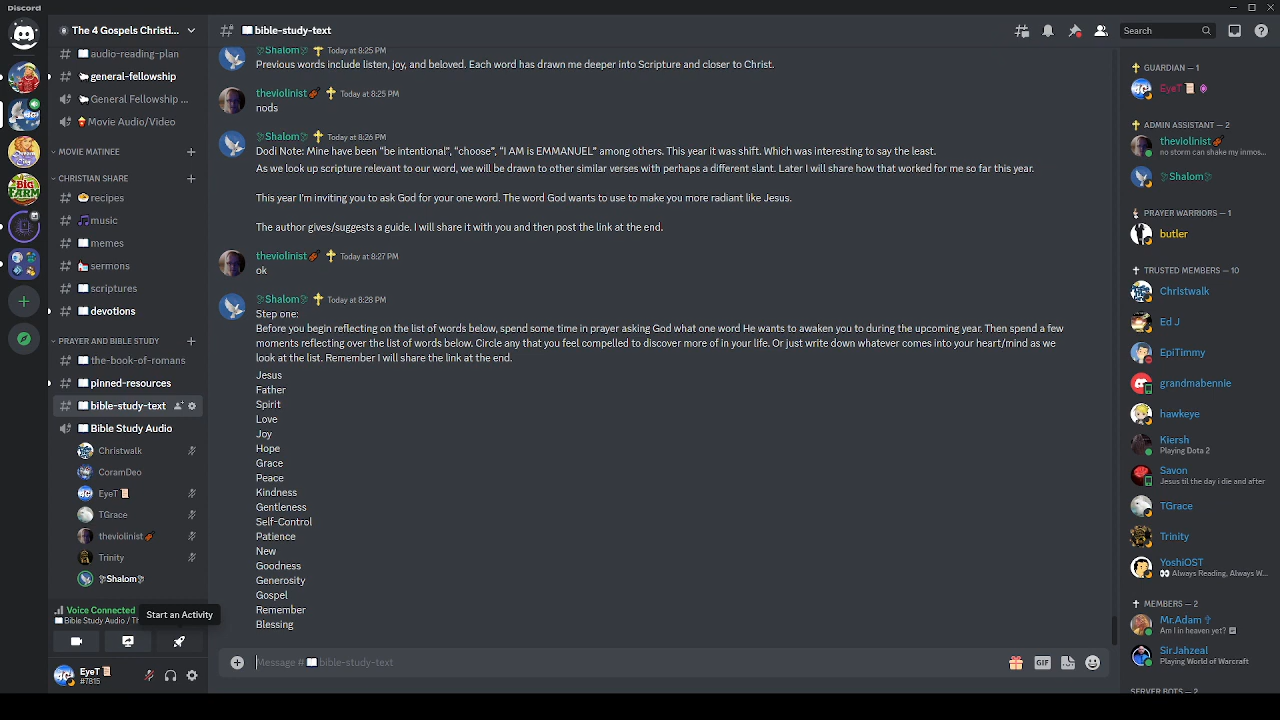 Discord
The 4 Gospels Christi...
audio-reading-plan
general-fellowship
General Fellowship ...
Movie Audio/Video
MOVIE MATINEE
CHRISTIAN SHARE
recipes
music
memes
sermons
scriptures
devotions
PRAYER AND BIBLE STUDY
the-book-of-romans
pinned-resources
bible-study-text
Bible Study Audio
Christwalk
CoramDeo
EyeT
TGrace
theviolinist
Trinity
Shalom
Voice Connected
Bible Study Audio / Th
Start an Activity
EyeT
#7815
BIG FARM
bible-study-text
Search
Shalom Today at 8:25 PM
Previous words include listen, joy, and beloved. Each word has drawn me deeper into Scripture and closer to Christ.
theviolinist Today at 8:25 PM
nods
Shalom Today at 8:26 PM
Dodi Note: Mine have been "be intentional", "choose", "I AM is EMMANUEL" among others. This year it was shift. Which was interesting to say the least.
As we look up scripture relevant to our word, we will be drawn to other similar verses with perhaps a different slant. Later I will share how that worked for me so far this year.
This year I'm inviting you to ask God for your one word. The word God wants to use to make you more radiant like Jesus.
The author gives/suggests a guide. I will share it with you and then post the link at the end.
theviolinist Today at 8:27 PM
ok
Shalom Today at 8:28 PM
Step one:
Before you begin reflecting on the list of words below, spend some time in prayer asking God what one word He wants to awaken you to during the upcoming year. Then spend a few
moments reflecting over the list of words below. Circle any that you feel compelled to discover more of in your life. Or just write down whatever comes into your heart/mind as we
look at the list. Remember I will share the link at the end.
Jesus
Father
Spirit
Love
Joy
Hope
Grace
Peace
Kindness
Gentleness
Self-Control
Patience
New
Goodness
Generosity
Gospel
Remember
Blessing
Message # bible-study-text
GIF
GUARDIAN — 1
EyeT
ADMIN ASSISTANT — 2
theviolinist
no storm can shake my inmos...
Shalom
PRAYER WARRIORS — 1
butler
TRUSTED MEMBERS — 10
Christwalk
Ed J
EpiTimmy
grandmabennie
hawkeye
Kiersh
Playing Dota 2
Savon
Jesus til the day i die and after
TGrace
Trinity
YoshiOST
Always Reading, Always W...
MEMBERS — 2
Mr.Adam
Am I in heaven yet?
SirJahzeal
Playing World of Warcraft
SERVER BOTS — 2